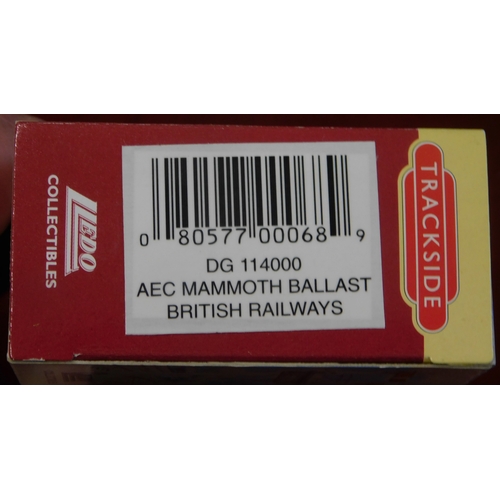 LLEDO
COLLECTIBLES
0 80577 00068 9
DG 114000
AEC MAMMOTH BALLAST
BRITISH RAILWAYS
TRACKSIDE